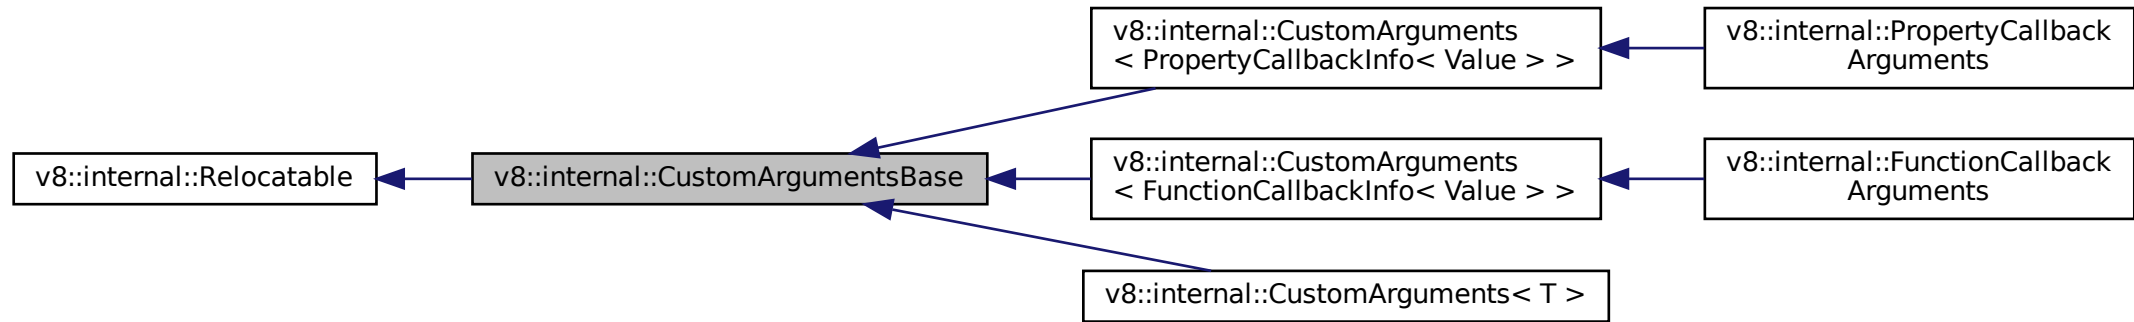 v8::internal::Relocatable
v8::internal::CustomArgumentsBase
v8::internal::CustomArguments
< PropertyCallbackInfo< Value > >
v8::internal::PropertyCallback
Arguments
v8::internal::CustomArguments
< FunctionCallbackInfo< Value > >
v8::internal::FunctionCallback
Arguments
v8::internal::CustomArguments< T >